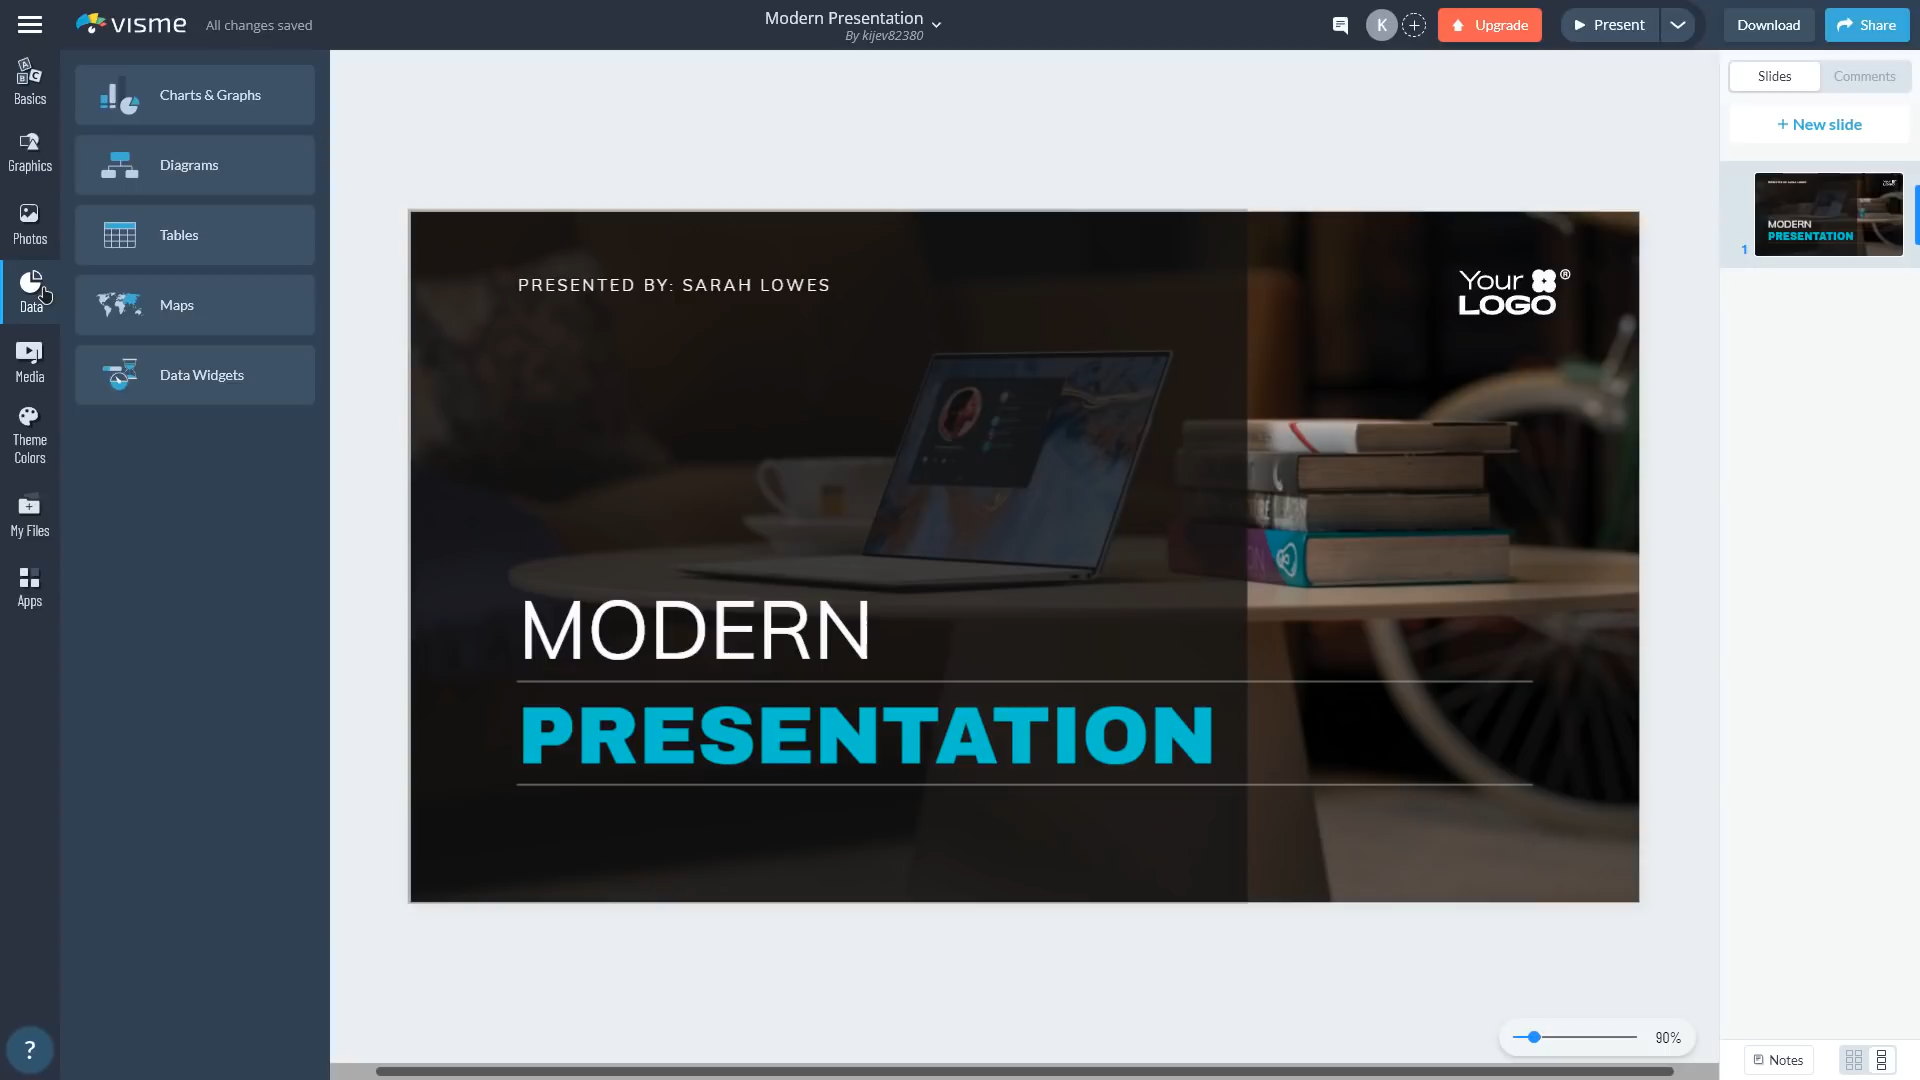 visme
All changes saved
Modern Presentation
By kijev82380
K
Upgrade
Present
Download
Share
Basics
Graphics
Photos
Data
Media
Theme
Colors
My Files
Apps
?
Charts & Graphs
Diagrams
Tables
Maps
Data Widgets
PRESENTED BY: SARAH LOWES
Your ®
LOGO
MODERN
PRESENTATION
90%
Slides
Comments
+ New slide
MODERN
PRESENTATION
1
Notes